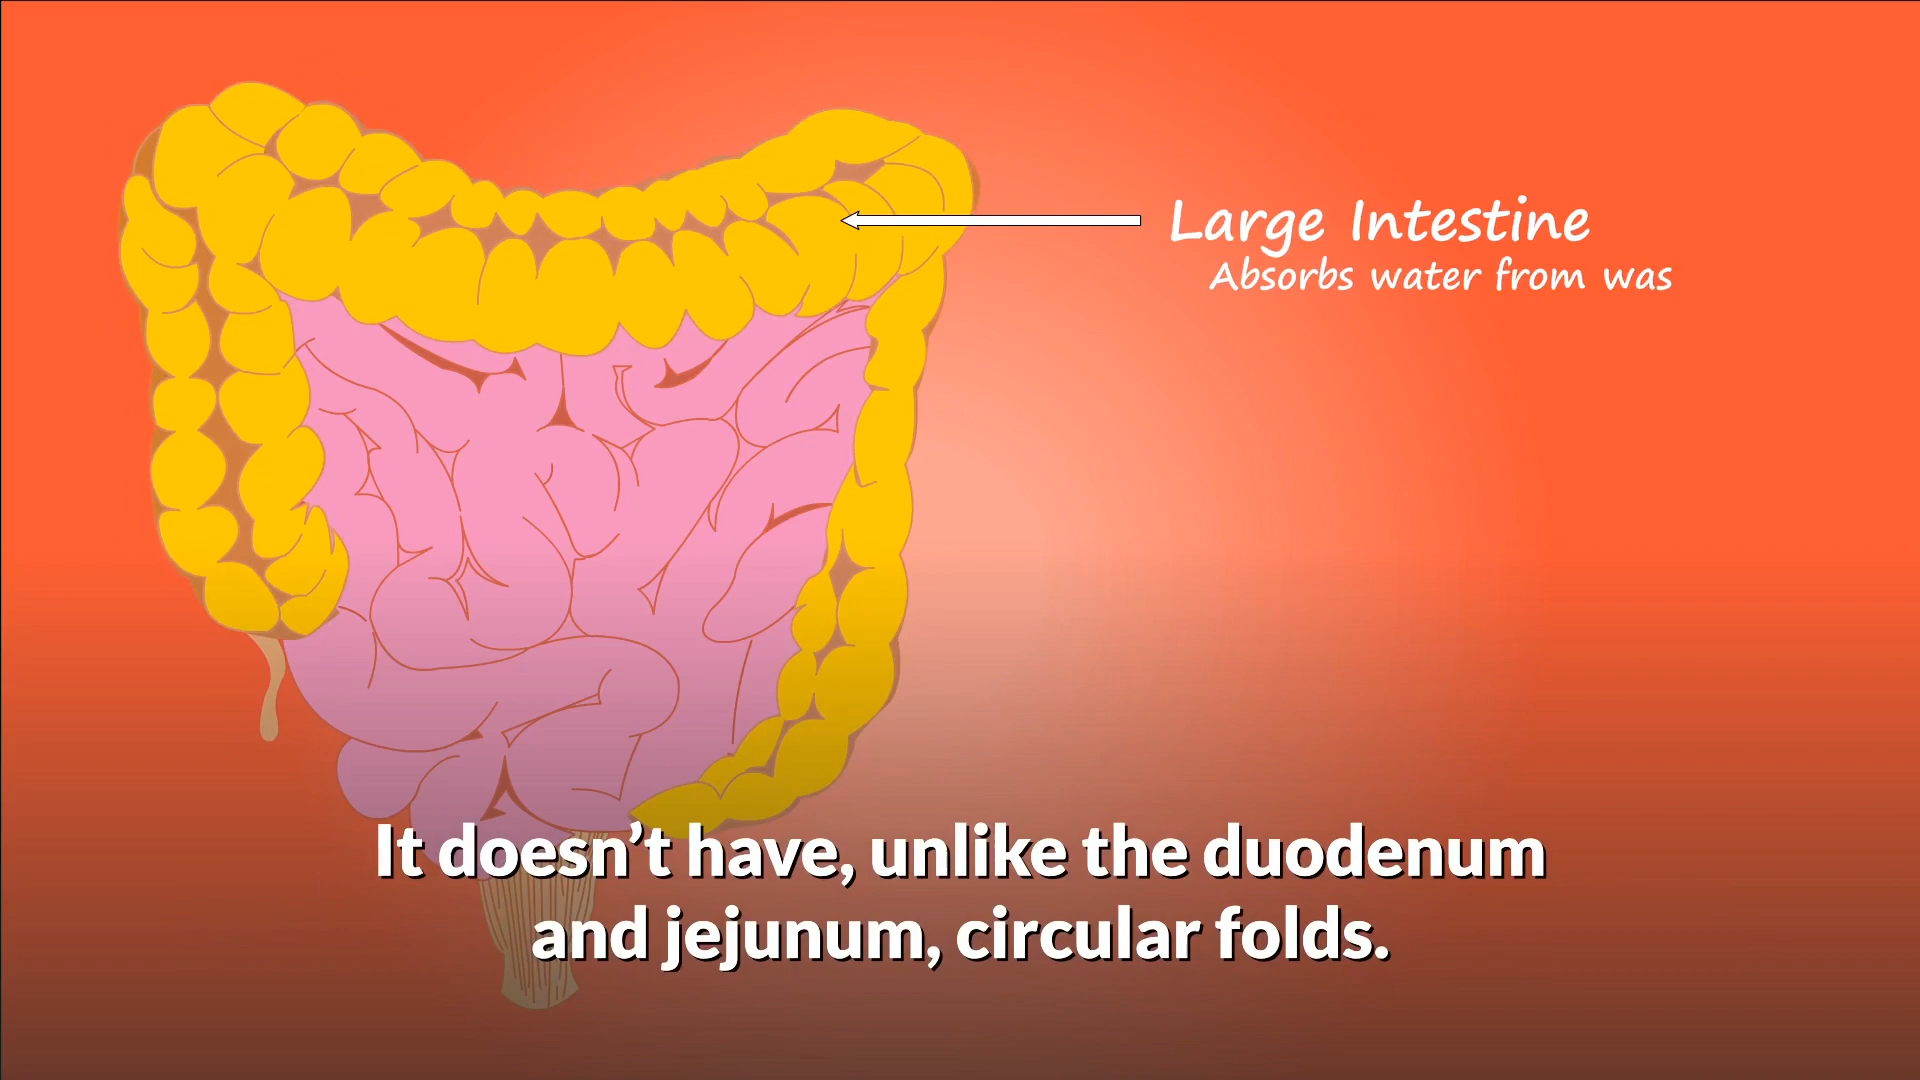 Large Intestine
Absorbs water from was
It doesn’t have, unlike the duodenum
and jejunum, circular folds.